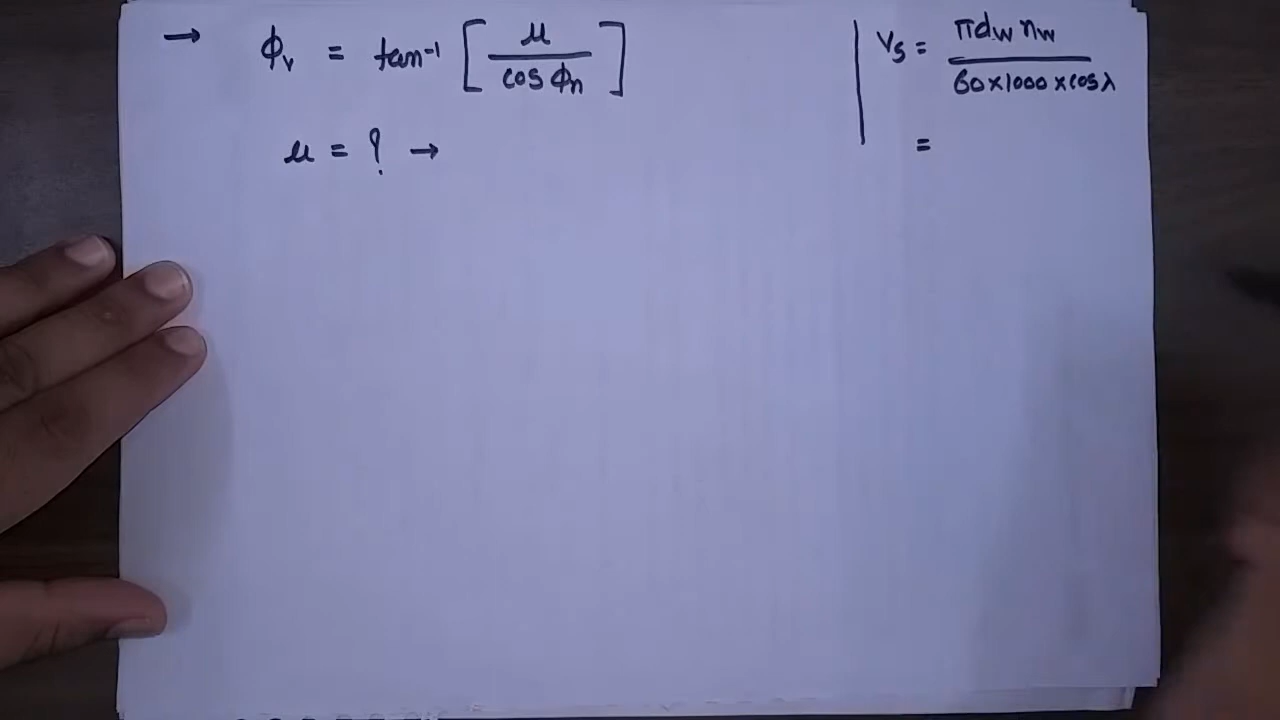 → ϕv = tan⁻¹ [ μ / cos ϕn ]
μ = ? →
Vs = πdw nw / 60×1000×cosλ
=